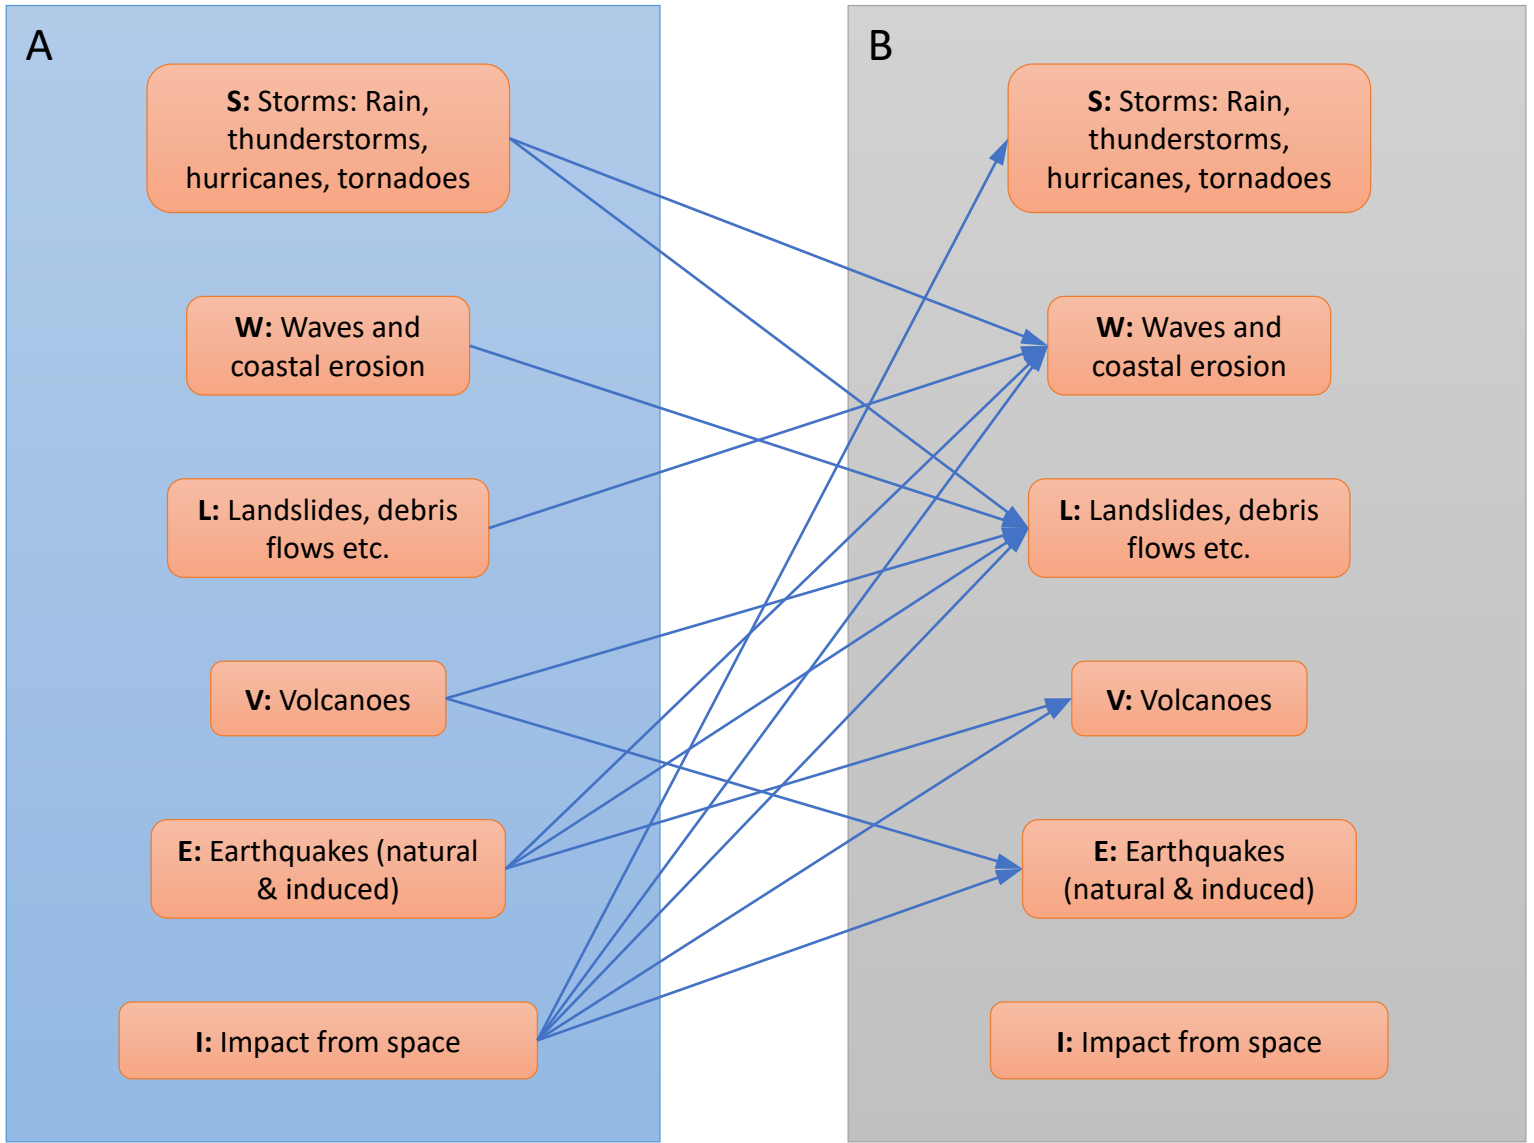 A
S: Storms: Rain,
thunderstorms,
hurricanes, tornadoes
W: Waves and
coastal erosion
L: Landslides, debris
flows etc.
V: Volcanoes
E: Earthquakes (natural
& induced)
I: Impact from space
B
S: Storms: Rain,
thunderstorms,
hurricanes, tornadoes
W: Waves and
coastal erosion
L: Landslides, debris
flows etc.
V: Volcanoes
E: Earthquakes
(natural & induced)
I: Impact from space